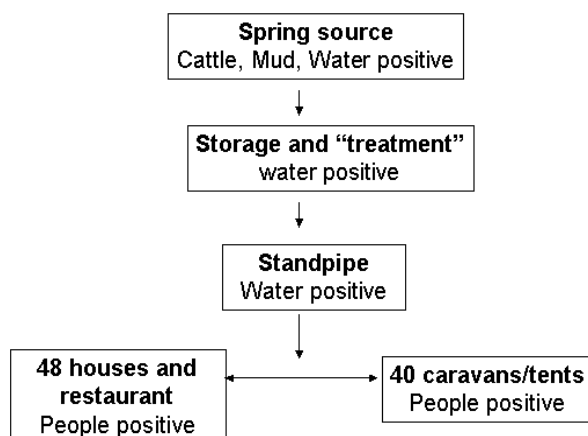 Spring source
Cattle, Mud, Water positive
Storage and “treatment”
water positive
Standpipe
Water positive
48 houses and
restaurant
People positive
40 caravans/tents
People positive